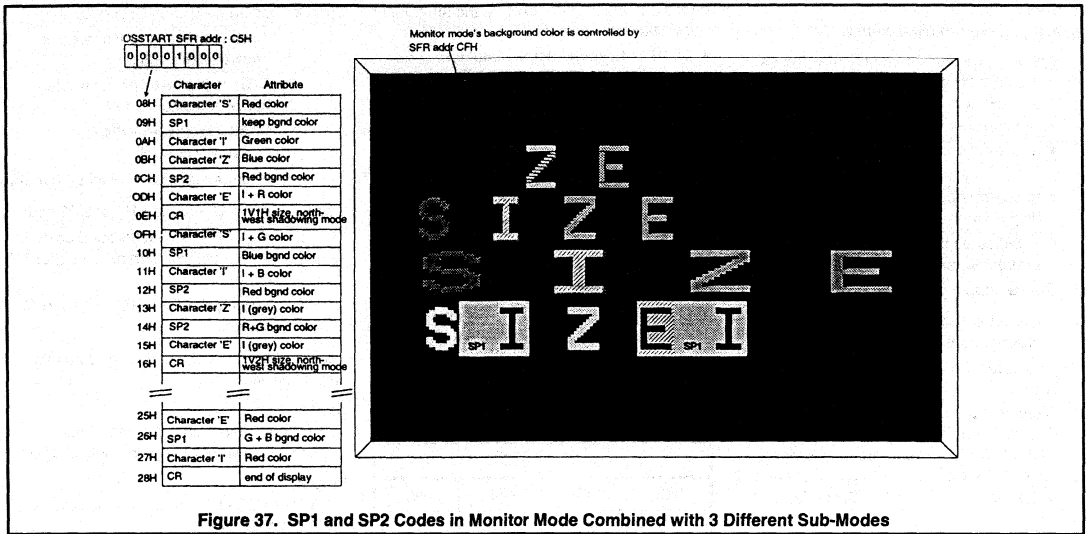 OSSTART SFR addr : C5H
0 0 0 0 1 0 0 0
Monitor mode's background color is controlled by
SFR addr CFH
Character Attribute
08H Character 'S' Red color
09H SP1 keep bgnd color
0AH Character 'I' Green color
0BH Character 'Z' Blue color
0CH SP2 Red bgnd color
0DH Character 'E' I + R color
0EH CR 1V1H size, north-west shadowing mode
0FH Character 'S' I + G color
10H SP1 Blue bgnd color
11H Character 'I' I + B color
12H SP2 Red bgnd color
13H Character 'Z' I (grey) color
14H SP2 R+G bgnd color
15H Character 'E' I (grey) color
16H CR 1V2H size, north-west shadowing mode
25H Character 'E' Red color
26H SP1 G + B bgnd color
27H Character 'I' Red color
28H CR end of display
Z E
S I Z E
S I Z E
S SP1 I Z E SP1 I
Figure 37. SP1 and SP2 Codes in Monitor Mode Combined with 3 Different Sub-Modes